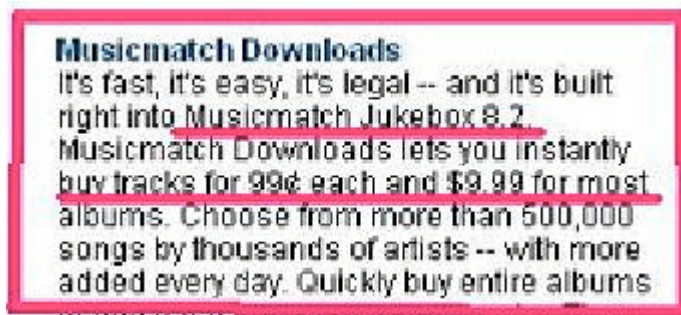 Musicmatch Downloads
It's fast, it's easy, it's legal -- and it's built
right into Musicmatch Jukebox 8.2.
Musicmatch Downloads lets you instantly
buy tracks for 99¢ each and $9.99 for most
albums. Choose from more than 500,000
songs by thousands of artists -- with more
added every day. Quickly buy entire albums